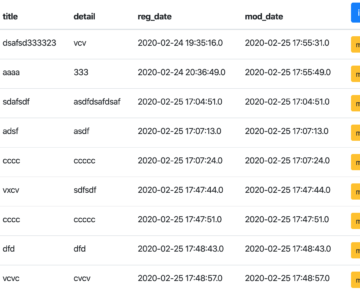 title detail reg_date mod_date
dsafsd333323 vcv 2020-02-24 19:35:16.0 2020-02-25 17:55:31.0
aaaa 333 2020-02-24 20:36:49.0 2020-02-25 17:55:49.0
sdafsdf asdfdsafdsaf 2020-02-25 17:04:51.0 2020-02-25 17:04:51.0
adsf asdf 2020-02-25 17:07:13.0 2020-02-25 17:07:13.0
cccc ccccc 2020-02-25 17:07:24.0 2020-02-25 17:07:24.0
vxcv sdfsdf 2020-02-25 17:47:44.0 2020-02-25 17:47:44.0
cccc ccccc 2020-02-25 17:47:51.0 2020-02-25 17:47:51.0
dfd dfd 2020-02-25 17:48:43.0 2020-02-25 17:48:43.0
vcvc cvcv 2020-02-25 17:48:57.0 2020-02-25 17:48:57.0